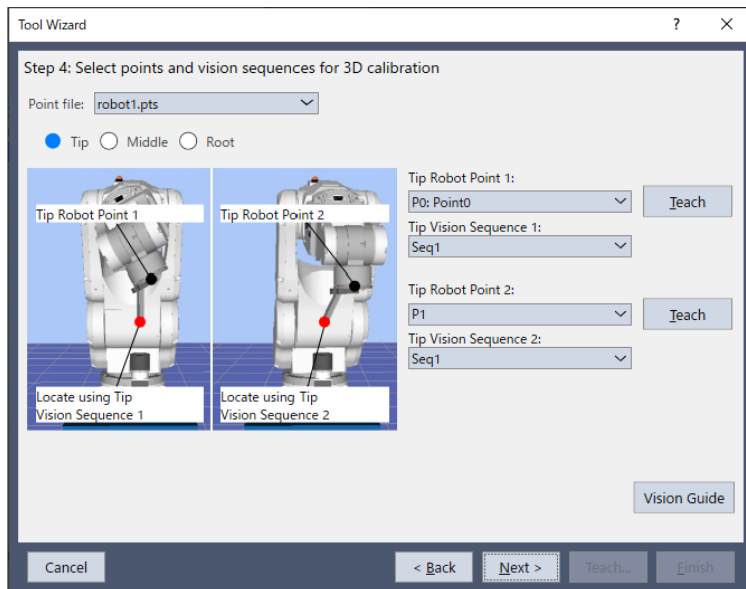 Tool Wizard
?
Step 4: Select points and vision sequences for 3D calibration
Point file: robot1.pts
Tip Middle Root
Tip Robot Point 1
Locate using Tip
Vision Sequence 1
Tip Robot Point 2
Locate using Tip
Vision Sequence 2
Tip Robot Point 1:
P0: Point0
Teach
Tip Vision Sequence 1:
Seq1
Tip Robot Point 2:
P1
Teach
Tip Vision Sequence 2:
Seq1
Vision Guide
Cancel
< Back
Next >
Teach...
Finish